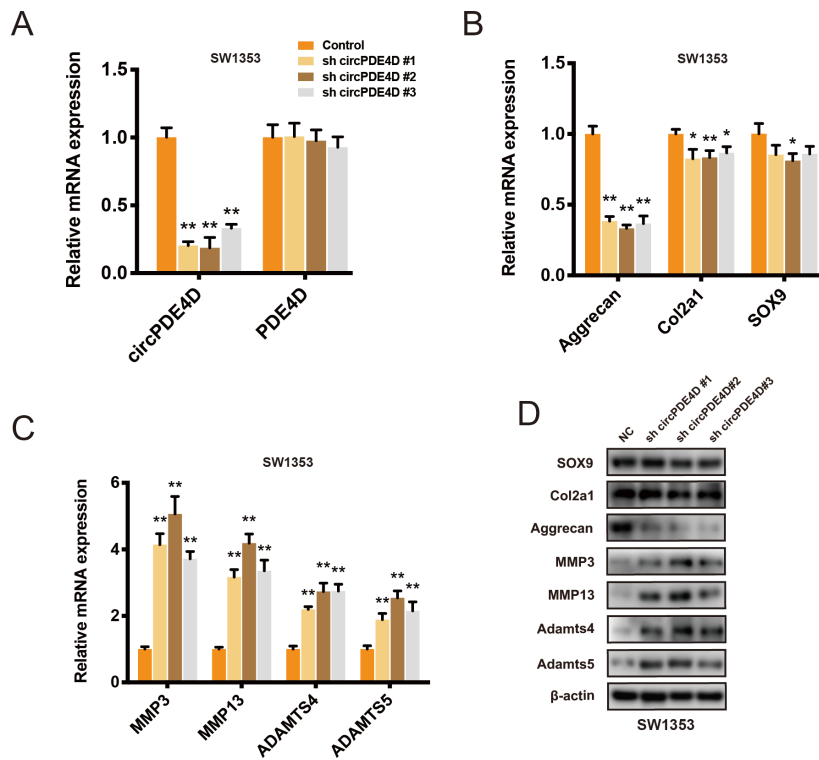 A
SW1353
Control
sh circPDE4D #1
sh circPDE4D #2
sh circPDE4D #3
Relative mRNA expression
1.5
1.0
0.5
0.0
** ** **
circPDE4D
PDE4D
B
SW1353
Relative mRNA expression
1.5
1.0
0.5
0.0
** ** **
* ** *
*
Aggrecan
Col2a1
SOX9
C
SW1353
Relative mRNA expression
6
4
2
0
** ** **
** ** **
** ** **
** ** **
MMP3
MMP13
ADAMTS4
ADAMTS5
D
NC
sh circPDE4D #1
sh circPDE4D#2
sh circPDE4D#3
SOX9
Col2a1
Aggrecan
MMP3
MMP13
Adamts4
Adamts5
β-actin
SW1353